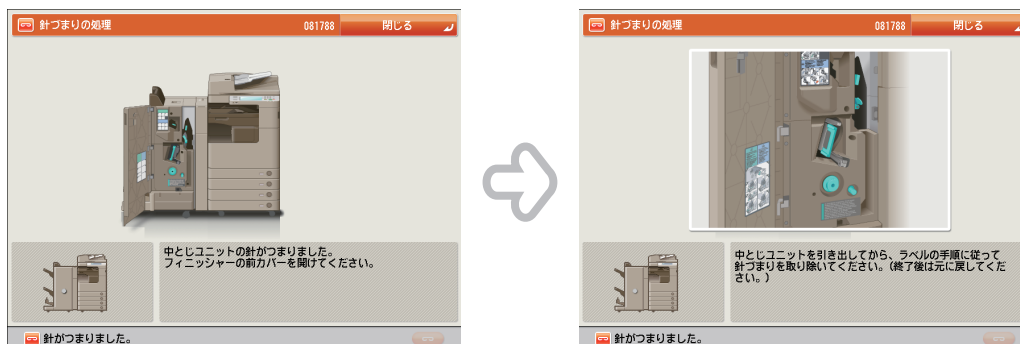 針づまりの処理
081788
閉じる
中とじユニットの針がつまりました。
フィニッシャーの前カバーを開けてください。
針がつまりました。
針づまりの処理
081788
閉じる
中とじユニットを引き出してから、ラベルの手順に従って
針づまりを取り除いてください。(終了後は元に戻してくだ
さい。)
針がつまりました。